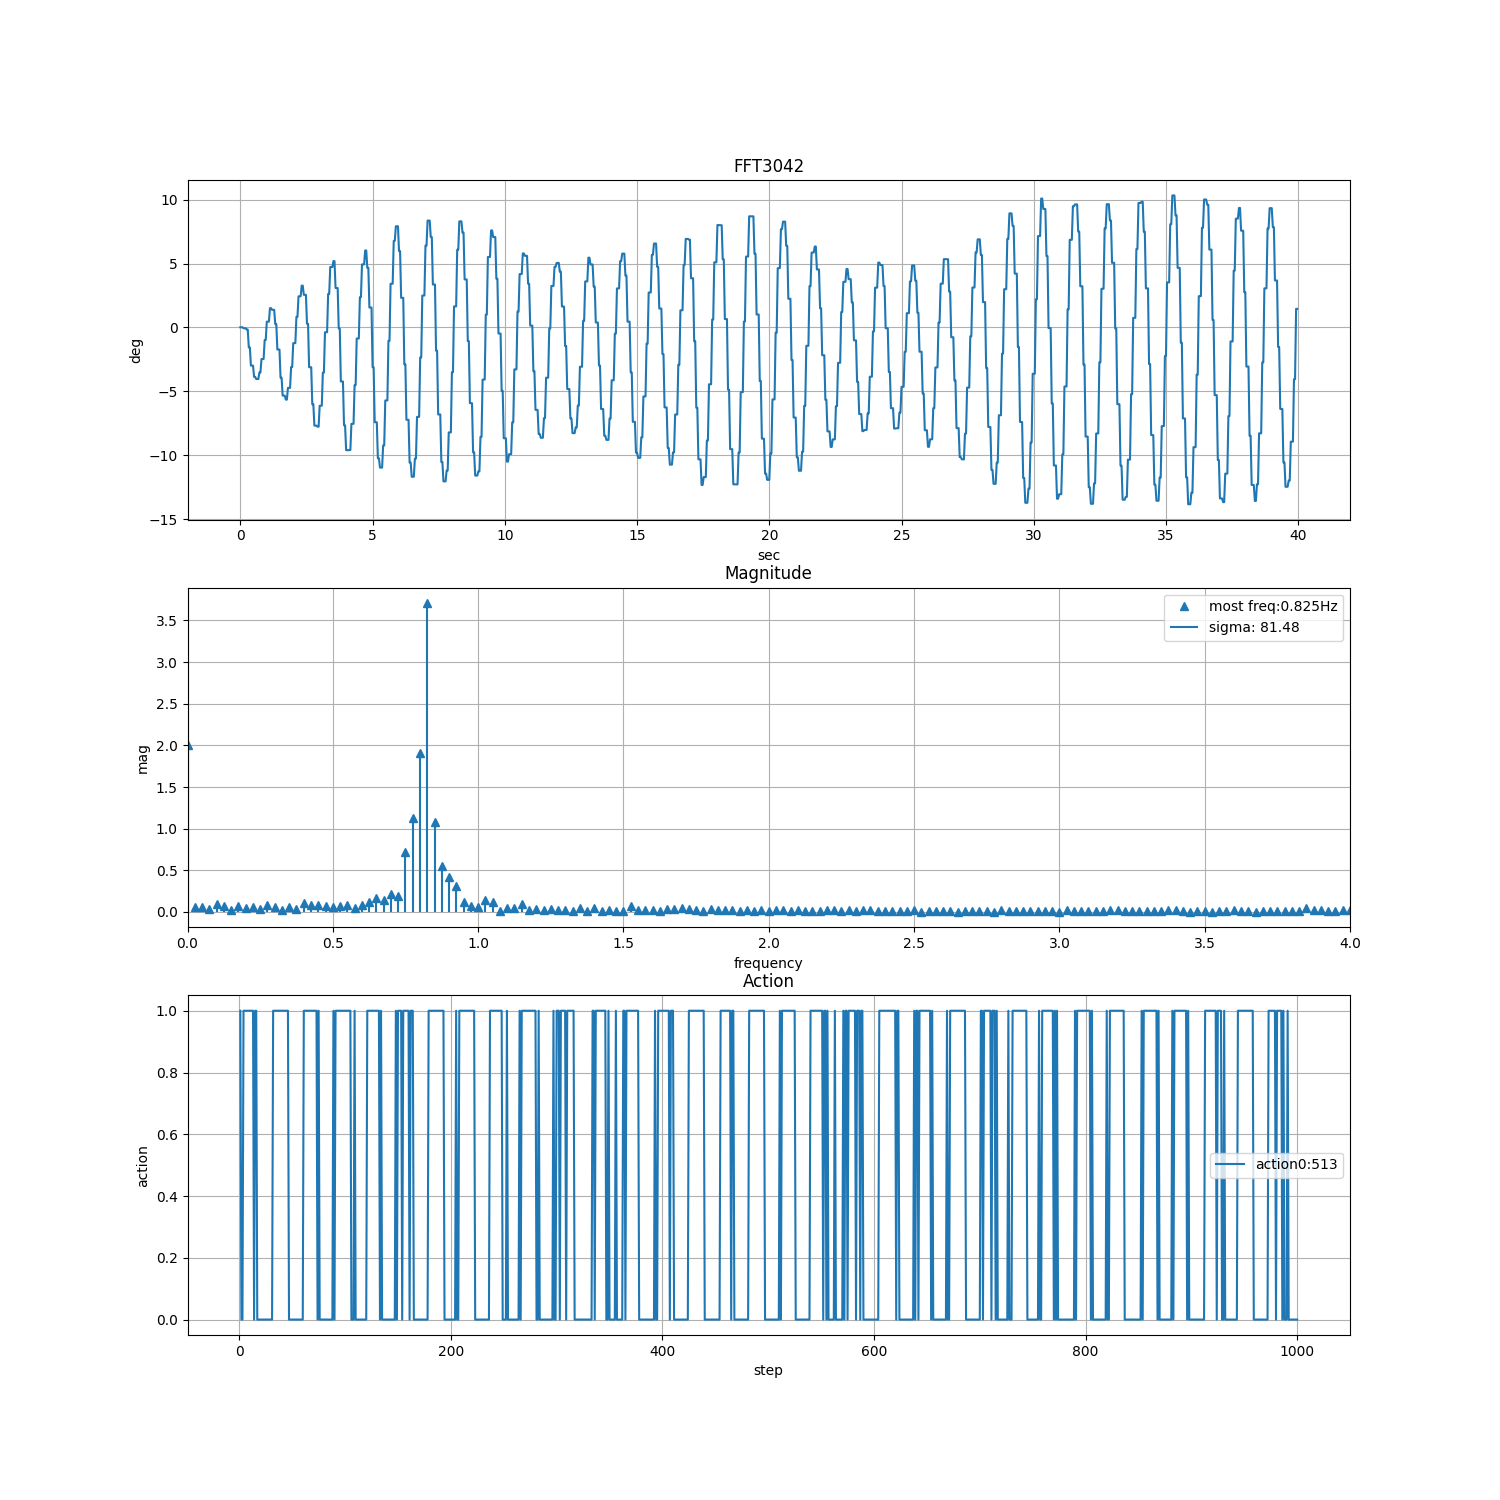 FFT3042
10
5
0
−5
−10
−15
deg
0 5 10 15 20 25 30 35 40
sec
Magnitude
most freq:0.825Hz
sigma: 81.48
3.5
3.0
2.5
2.0
1.5
1.0
0.5
0.0
mag
0.0 0.5 1.0 1.5 2.0 2.5 3.0 3.5 4.0
frequency
Action
1.0
0.8
0.6
0.4
0.2
0.0
action
action0:513
0 200 400 600 800 1000
step